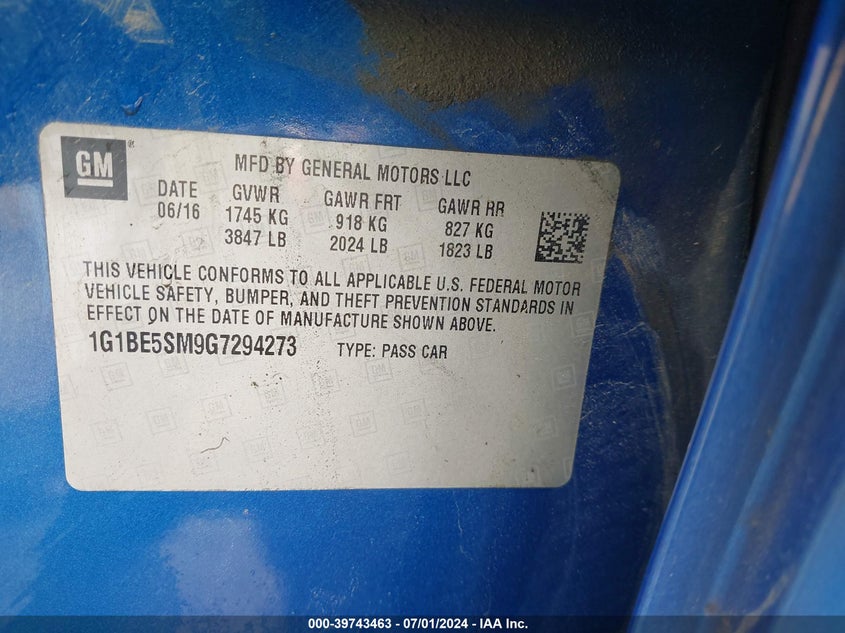 GM
®
MFD BY GENERAL MOTORS LLC
DATE GVWR GAWR FRT GAWR RR
06/16 1745 KG 918 KG 827 KG
3847 LB 2024 LB 1823 LB
THIS VEHICLE CONFORMS TO ALL APPLICABLE U.S. FEDERAL MOTOR
VEHICLE SAFETY, BUMPER, AND THEFT PREVENTION STANDARDS IN
EFFECT ON THE DATE OF MANUFACTURE SHOWN ABOVE.
1G1BE5SM9G7294273 TYPE: PASS CAR
000-39743463 - 07/01/2024 - IAA Inc.